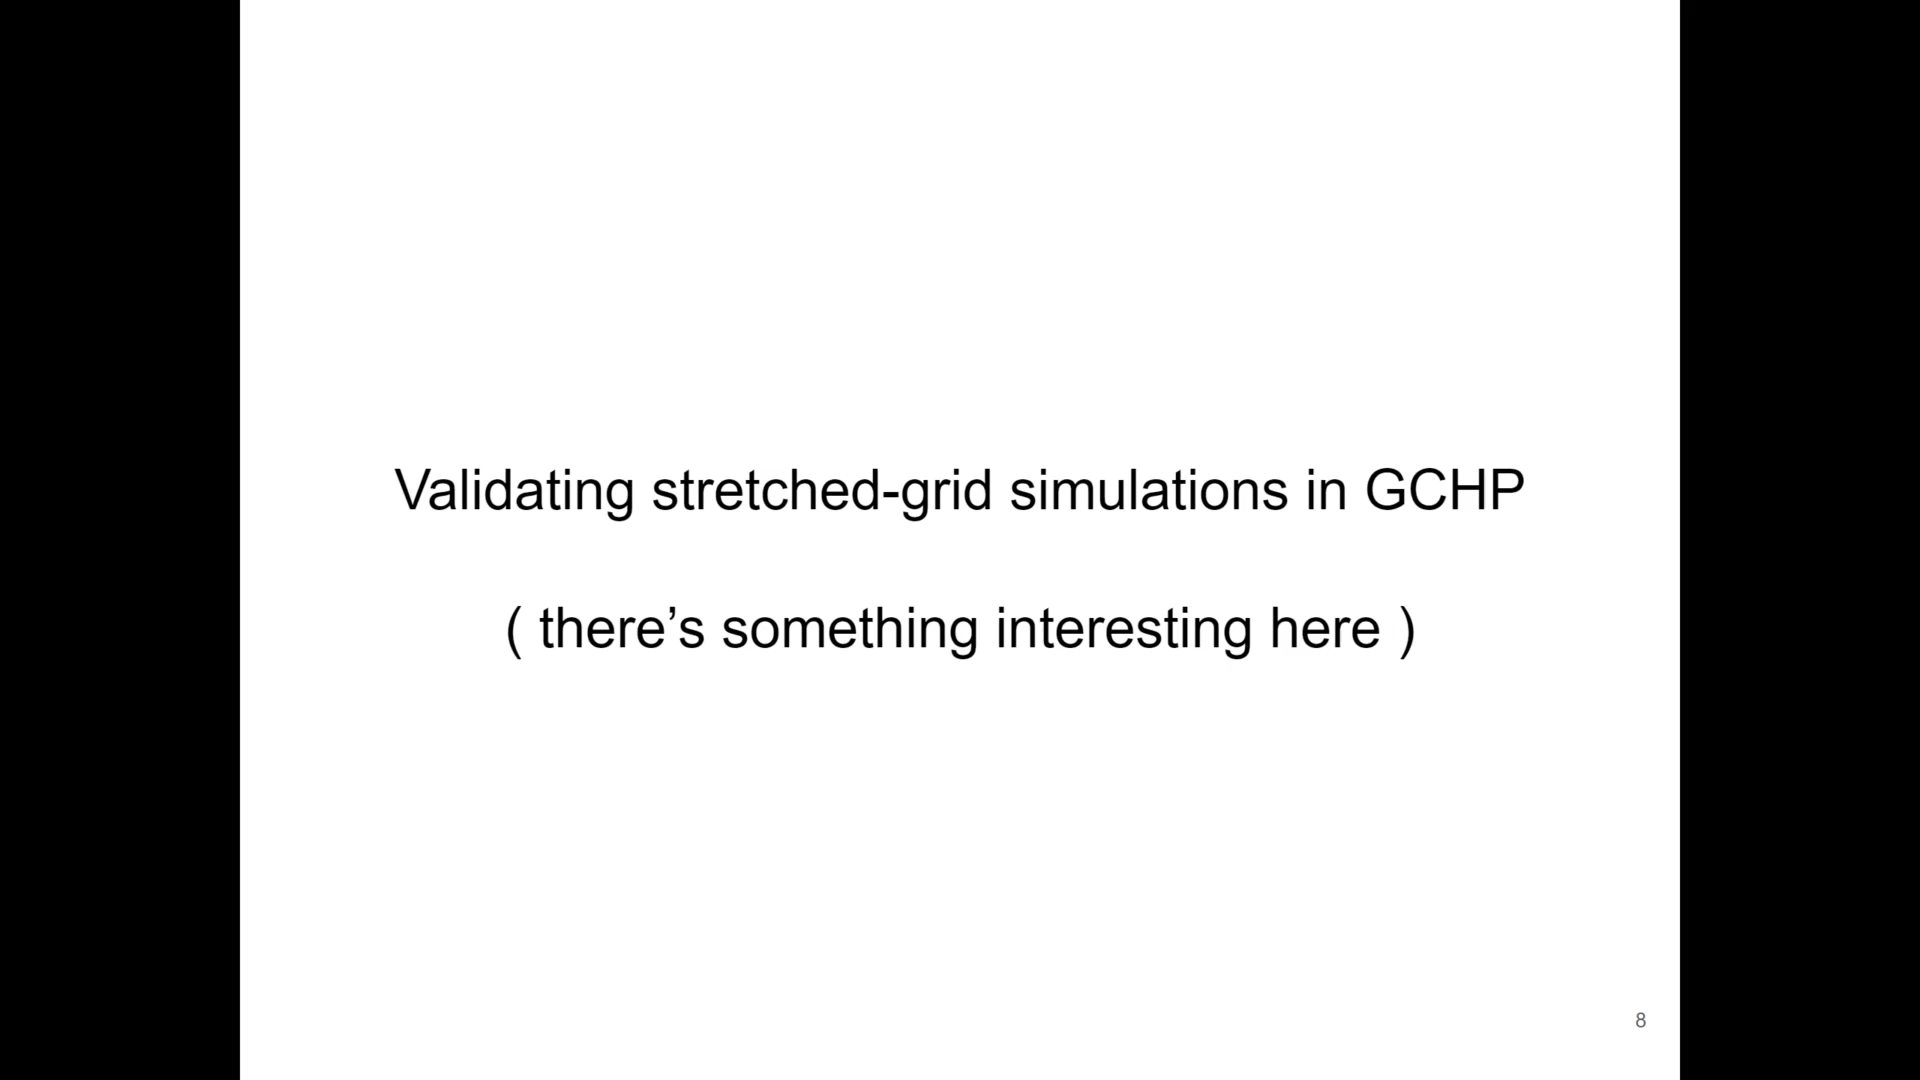 Validating stretched-grid simulations in GCHP
( there’s something interesting here )
8